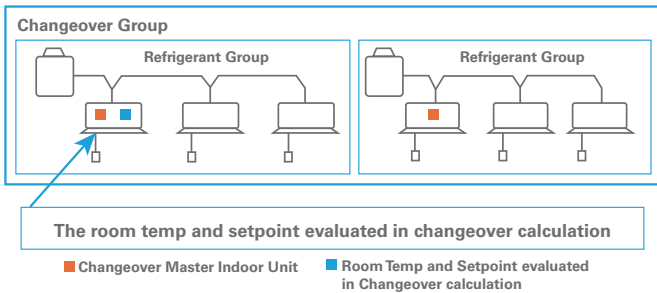 Changeover Group
Refrigerant Group
Refrigerant Group
The room temp and setpoint evaluated in changeover calculation
Changeover Master Indoor Unit
Room Temp and Setpoint evaluated
in Changeover calculation